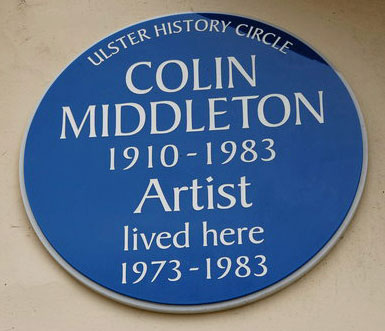 ULSTER HISTORY CIRCLE
COLIN
MIDDLETON
1910-1983
Artist
lived here
1973-1983